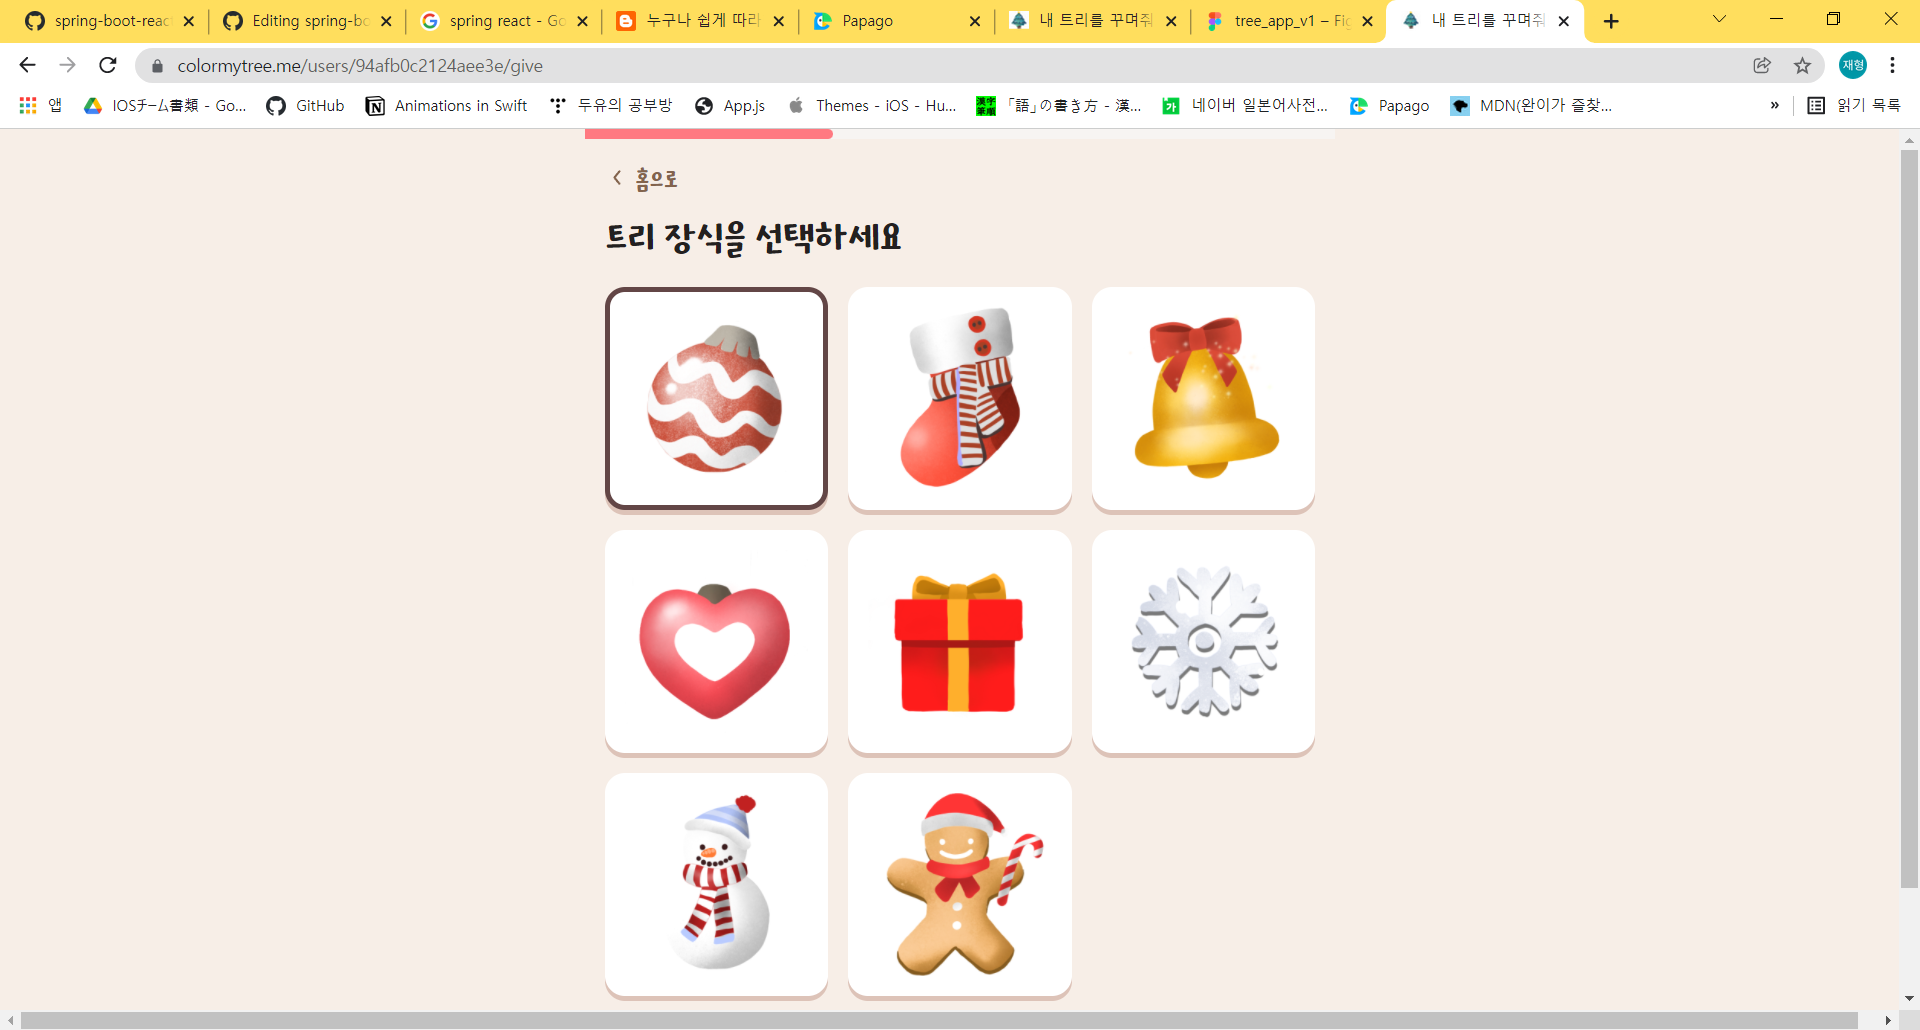 spring-boot-react
Editing spring-bo
spring react - Go
누구나 쉽게 따라
Papago
내 트리를 꾸며줘
tree_app_v1 – Fig
내 트리를 꾸며줘
colormytree.me/users/94afb0c2124aee3e/give
재형
앱
IOSﾁｰﾑ書類 - Go...
GitHub
Animations in Swift
두유의 공부방
App.js
Themes - iOS - Hu...
「語」の書き方 - 漢...
네이버 일본어사전...
Papago
MDN(완이가 즐찾...
»
읽기 목록
홈으로
트리 장식을 선택하세요